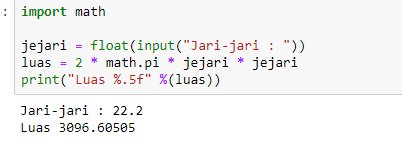 : import math
jejari = float(input("Jari-jari : "))
luas = 2 * math.pi * jejari * jejari
print("Luas %.5f" %(luas))
Jari-jari : 22.2
Luas 3096.60505